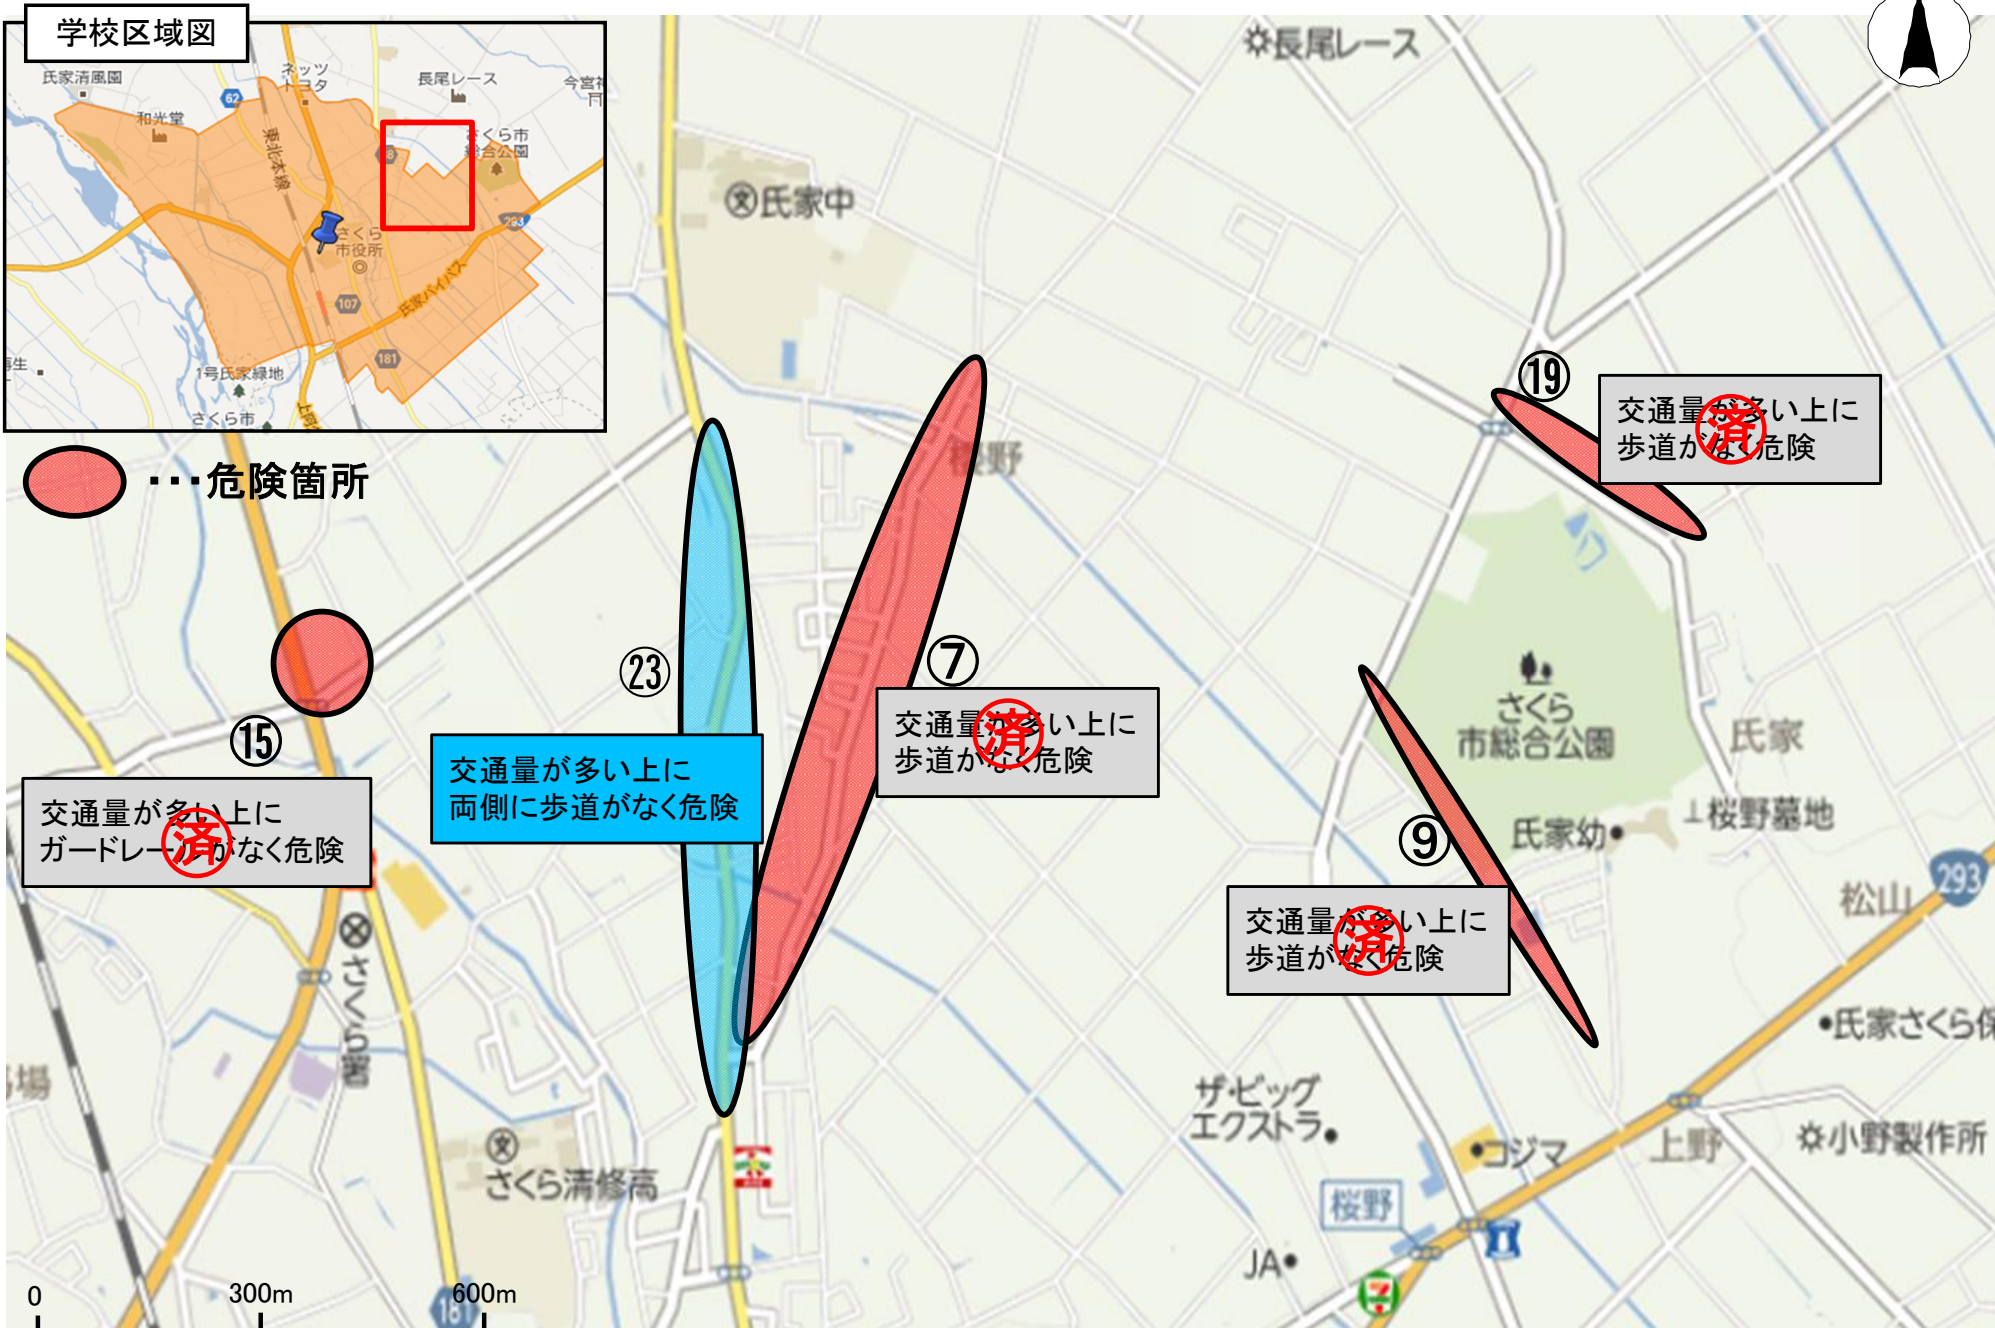 学校区域図
氏家清風園
ネッツ
トヨタ
長尾レース
62
和光堂
東北本線
さくら市
総合公園
293
さくら
市役所
107
氏家バイパス
181
1号氏家緑地
さくら市
・・・危険箇所
長尾レース
氏家中
桜野
⑲
交通量が多い上に
歩道がなく危険
済
㉓
交通量が多い上に
両側に歩道がなく危険
⑦
交通量が多い上に
歩道がなく危険
済
⑮
交通量が多い上に
ガードレールがなく危険
済
さくら
市総合公園
氏家
桜野墓地
氏家幼
⑨
交通量が多い上に
歩道がなく危険
済
293
松山
さくら署
氏家さくら保
ザ・ビッグ
エクストラ
コジマ
上野
小野製作所
文
さくら清修高
桜野
JA
181
0
300m
600m